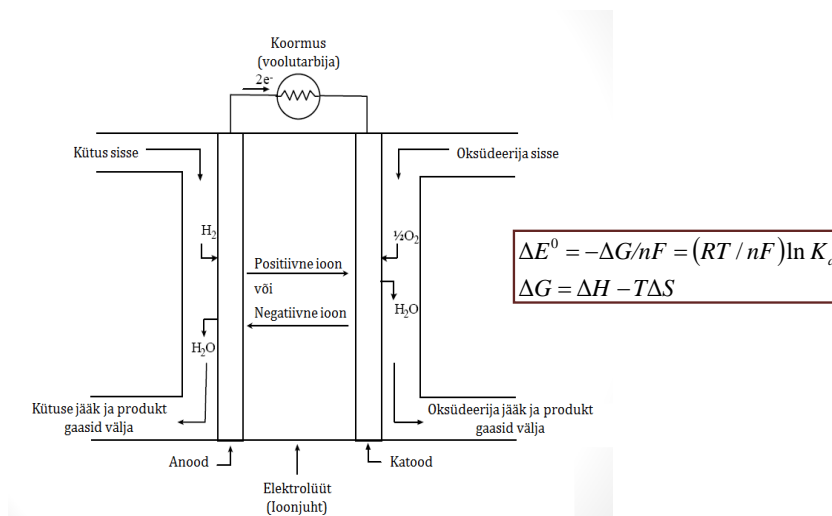 Koormus
(voolutarbija)
2e-
Kütus sisse
Oksüdeerija sisse
H₂
½O₂
Positiivne ioon
või
Negatiivne ioon
H₂O
H₂O
Kütuse jääk ja produkt
gaasid välja
Oksüdeerija jääk ja produkt
gaasid välja
Anood
Katood
Elektrolüüt
(Ioonjuht)
ΔE⁰ = −ΔG/nF = (RT / nF)ln K
ΔG = ΔH − TΔS